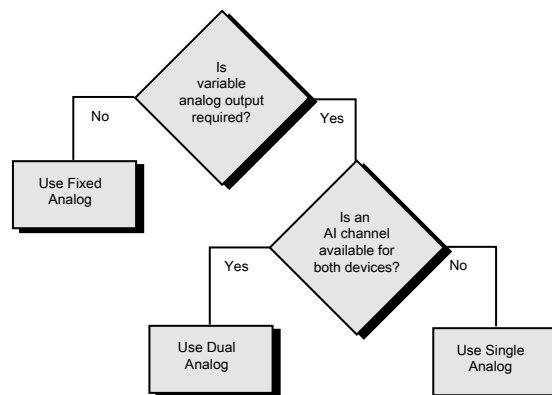 Is
variable
analog output
required?
No
Yes
Use Fixed
Analog
Is an
AI channel
available for
both devices?
Yes
No
Use Dual
Analog
Use Single
Analog